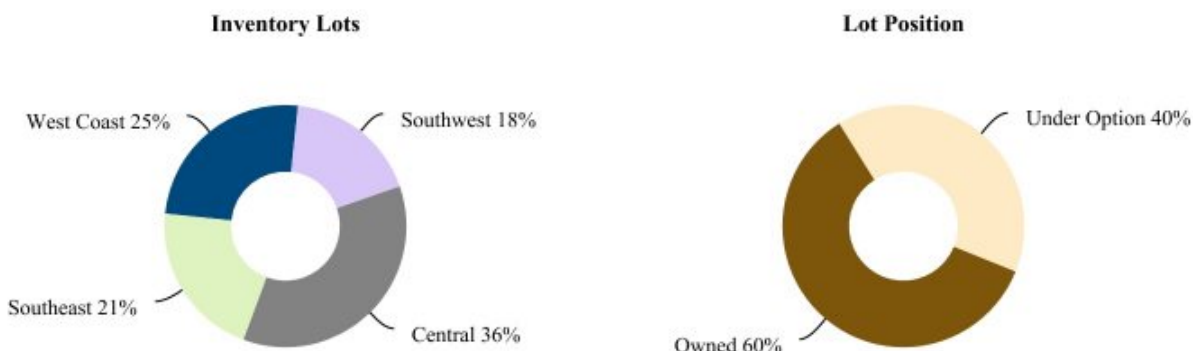 Inventory Lots
West Coast 25%
Southwest 18%
Southeast 21%
Central 36%
Lot Position
Under Option 40%
Owned 60%